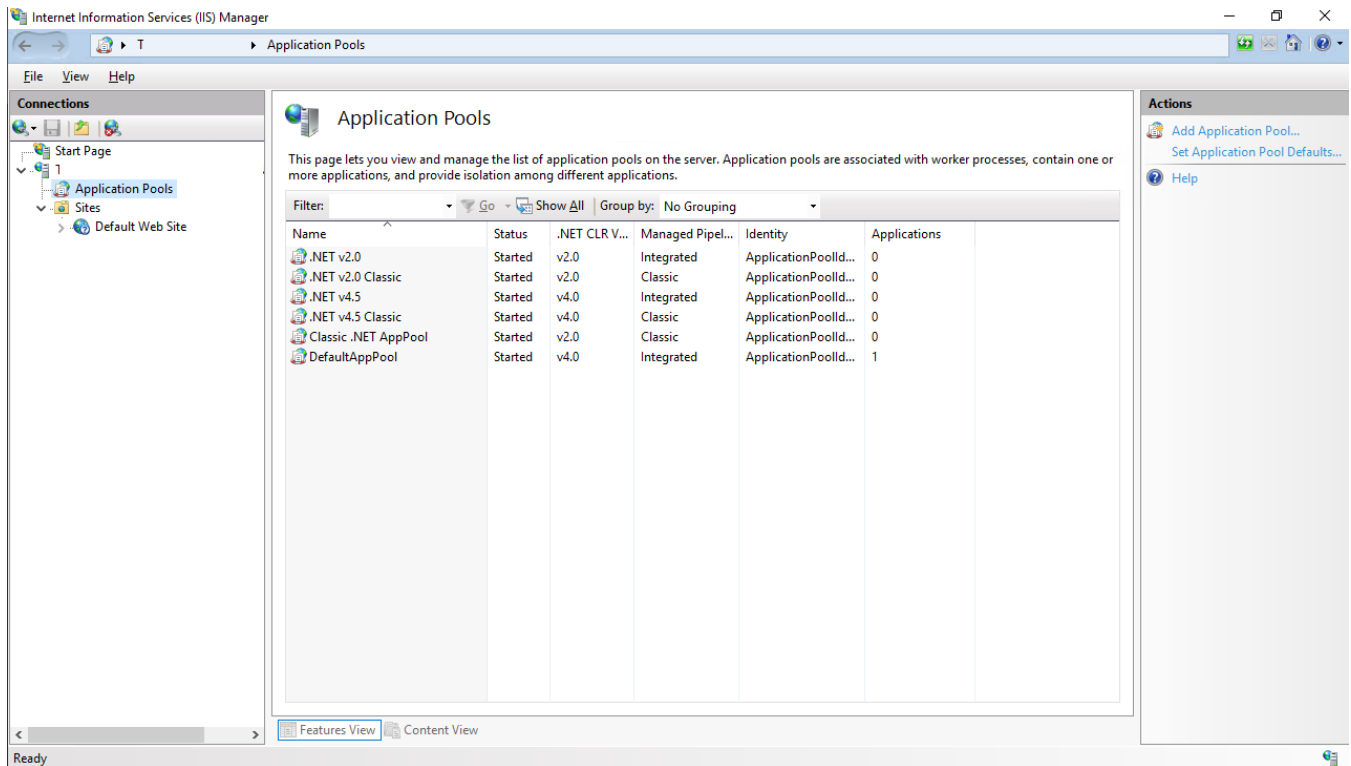 Internet Information Services (IIS) Manager
T Application Pools
File View Help
Connections
Start Page
1
Application Pools
Sites
Default Web Site
Application Pools
This page lets you view and manage the list of application pools on the server. Application pools are associated with worker processes, contain one or
more applications, and provide isolation among different applications.
Filter: Go Show All Group by: No Grouping
Name Status .NET CLR V... Managed Pipel... Identity Applications
.NET v2.0 Started v2.0 Integrated ApplicationPoolId... 0
.NET v2.0 Classic Started v2.0 Classic ApplicationPoolId... 0
.NET v4.5 Started v4.0 Integrated ApplicationPoolId... 0
.NET v4.5 Classic Started v4.0 Classic ApplicationPoolId... 0
Classic .NET AppPool Started v2.0 Classic ApplicationPoolId... 0
DefaultAppPool Started v4.0 Integrated ApplicationPoolId... 1
Features View Content View
Actions
Add Application Pool...
Set Application Pool Defaults...
Help
Ready